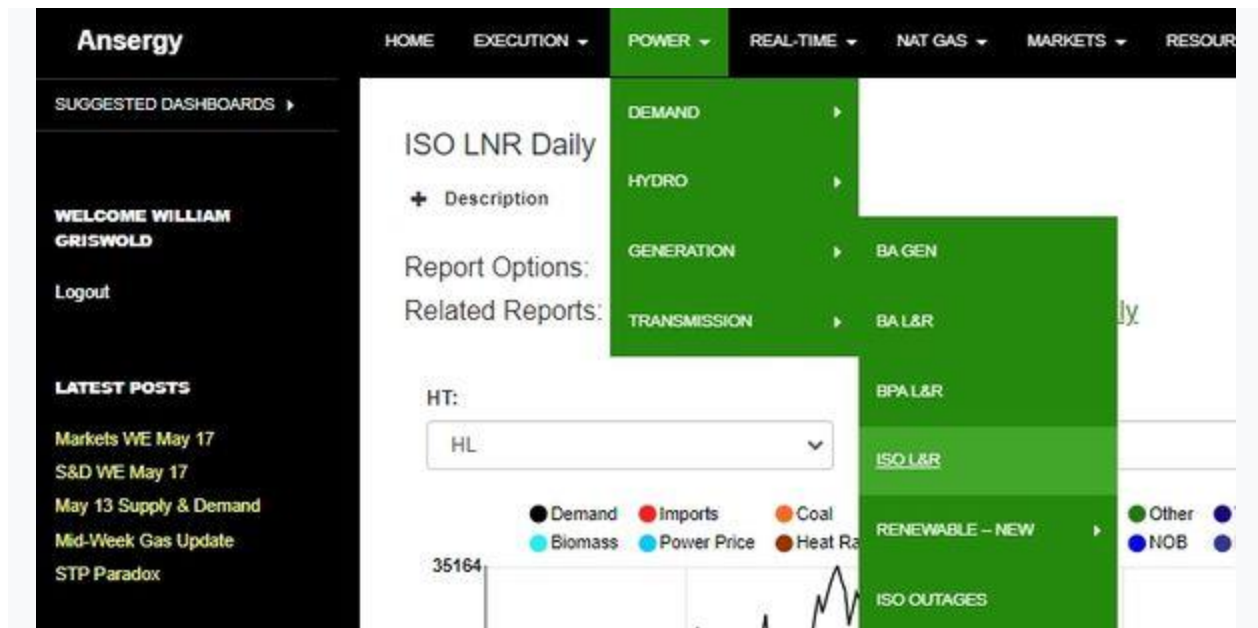 Ansergy
HOME EXECUTION POWER REAL-TIME NAT GAS MARKETS
SUGGESTED DASHBOARDS
WELCOME WILLIAM
GRISWOLD
Logout
LATEST POSTS
Markets WE May 17
S&D WE May 17
May 13 Supply & Demand
Mid-Week Gas Update
STP Paradox
DEMAND
HYDRO
GENERATION
TRANSMISSION
BA GEN
BA L&R
BPA L&R
ISO L&R
RENEWABLE – NEW
ISO OUTAGES
ISO LNR Daily
+ Description
Report Options:
Related Reports:
HT:
HL
Demand Imports Coal Other
Biomass Power Price Heat NOB
35164